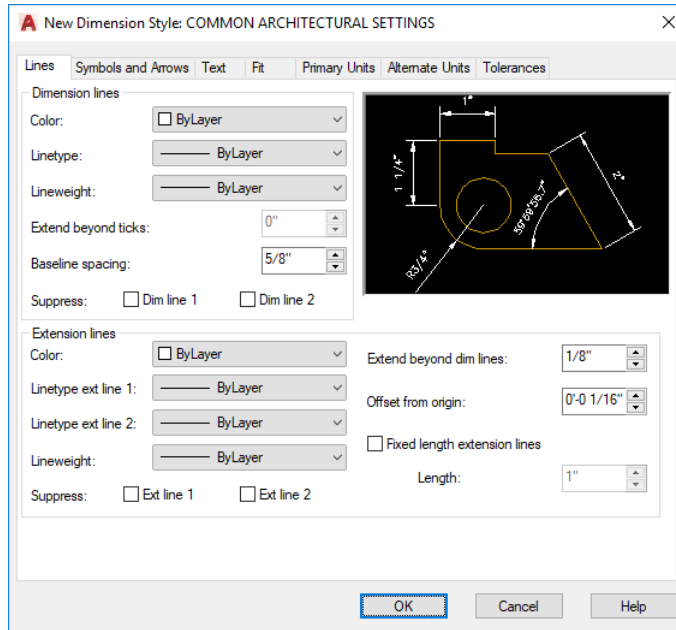 New Dimension Style: COMMON ARCHITECTURAL SETTINGS
Lines Symbols and Arrows Text Fit Primary Units Alternate Units Tolerances
Dimension lines
Color: ByLayer
Linetype: ByLayer
Lineweight: ByLayer
Extend beyond ticks: 0"
Baseline spacing: 5/8"
Suppress: Dim line 1 Dim line 2
1"
1 1/4"
2"
59°59'56.7"
R3/4"
Extension lines
Color: ByLayer
Linetype ext line 1: ByLayer
Linetype ext line 2: ByLayer
Lineweight: ByLayer
Suppress: Ext line 1 Ext line 2
Extend beyond dim lines: 1/8"
Offset from origin: 0'-0 1/16"
Fixed length extension lines
Length: 1"
OK Cancel Help